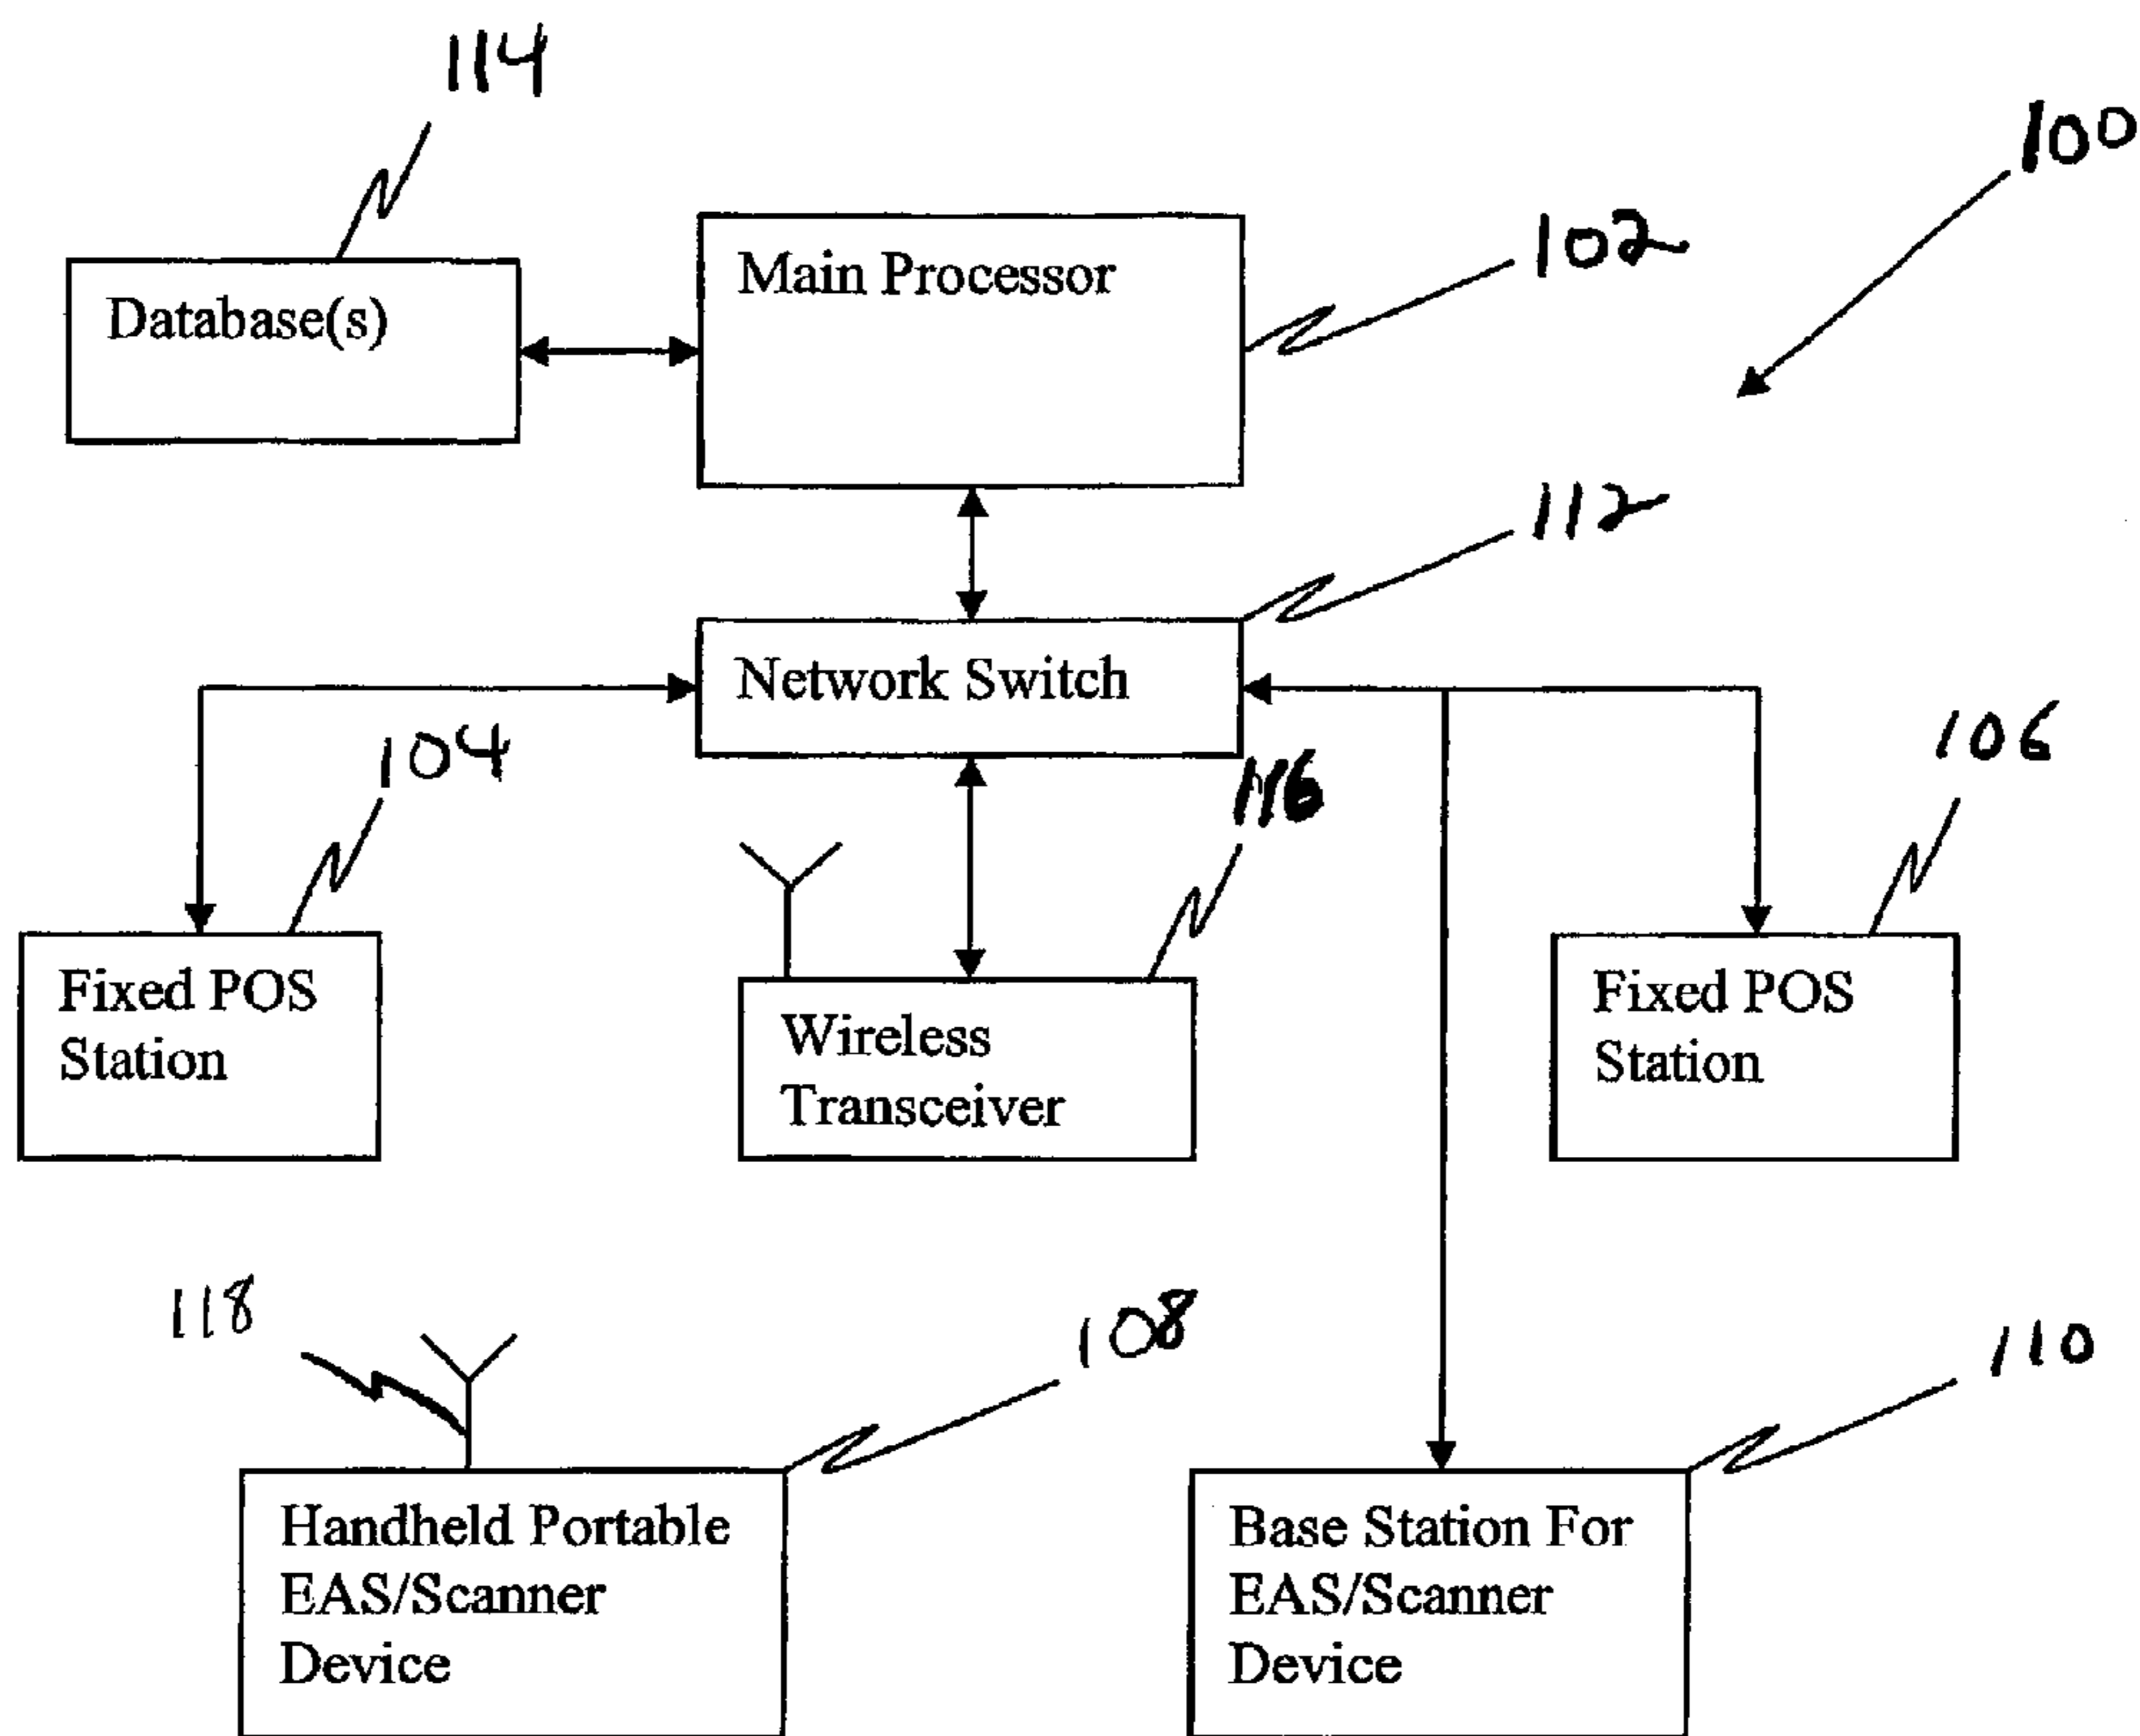 114
100
102
Database(s)
Main Processor
112
Network Switch
104
116
106
Fixed POS
Station
Wireless
Transceiver
Fixed POS
Station
118
108
110
Handheld Portable
EAS/Scanner
Device
Base Station For
EAS/Scanner
Device